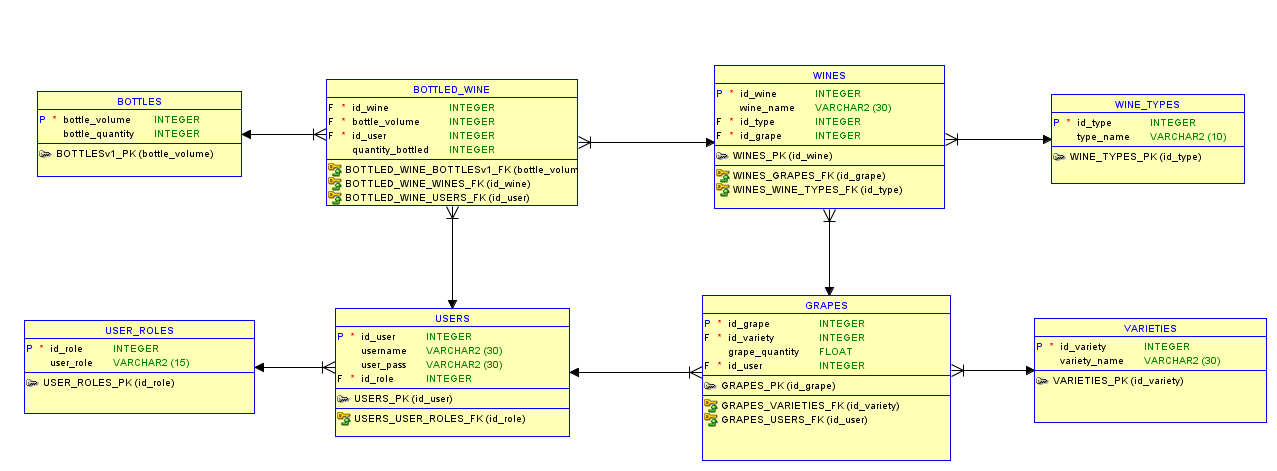 BOTTLES
P * bottle_volume INTEGER
bottle_quantity INTEGER
BOTTLESv1_PK (bottle_volume)
BOTTLED_WINE
F * id_wine INTEGER
F * bottle_volume INTEGER
F * id_user INTEGER
quantity_bottled INTEGER
BOTTLED_WINE_BOTTLESv1_FK (bottle_volum
BOTTLED_WINE_WINES_FK (id_wine)
BOTTLED_WINE_USERS_FK (id_user)
WINES
P * id_wine INTEGER
wine_name VARCHAR2 (30)
F * id_type INTEGER
F * id_grape INTEGER
WINES_PK (id_wine)
WINES_GRAPES_FK (id_grape)
WINES_WINE_TYPES_FK (id_type)
WINE_TYPES
P * id_type INTEGER
type_name VARCHAR2 (10)
WINE_TYPES_PK (id_type)
USER_ROLES
P * id_role INTEGER
user_role VARCHAR2 (15)
USER_ROLES_PK (id_role)
USERS
P * id_user INTEGER
username VARCHAR2 (30)
user_pass VARCHAR2 (30)
F * id_role INTEGER
USERS_PK (id_user)
USERS_USER_ROLES_FK (id_role)
GRAPES
P * id_grape INTEGER
F * id_variety INTEGER
grape_quantity FLOAT
F * id_user INTEGER
GRAPES_PK (id_grape)
GRAPES_VARIETIES_FK (id_variety)
GRAPES_USERS_FK (id_user)
VARIETIES
P * id_variety INTEGER
variety_name VARCHAR2 (30)
VARIETIES_PK (id_variety)